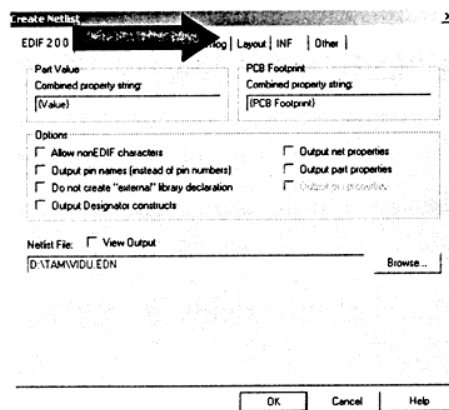 Create Netlist
EDIF 2 0 0 Layout INF Other
Part Value
Combined property string:
{Value}
PCB Footprint
Combined property string:
{PCB Footprint}
Options
Allow nonEDIF characters
Output pin names (instead of pin numbers)
Do not create "external" library declaration
Output Designator constructs
Output net properties
Output part properties
Output pin properties
Netlist File: View Output
D:\TAM\VIDU.EDN
Browse...
OK Cancel Help